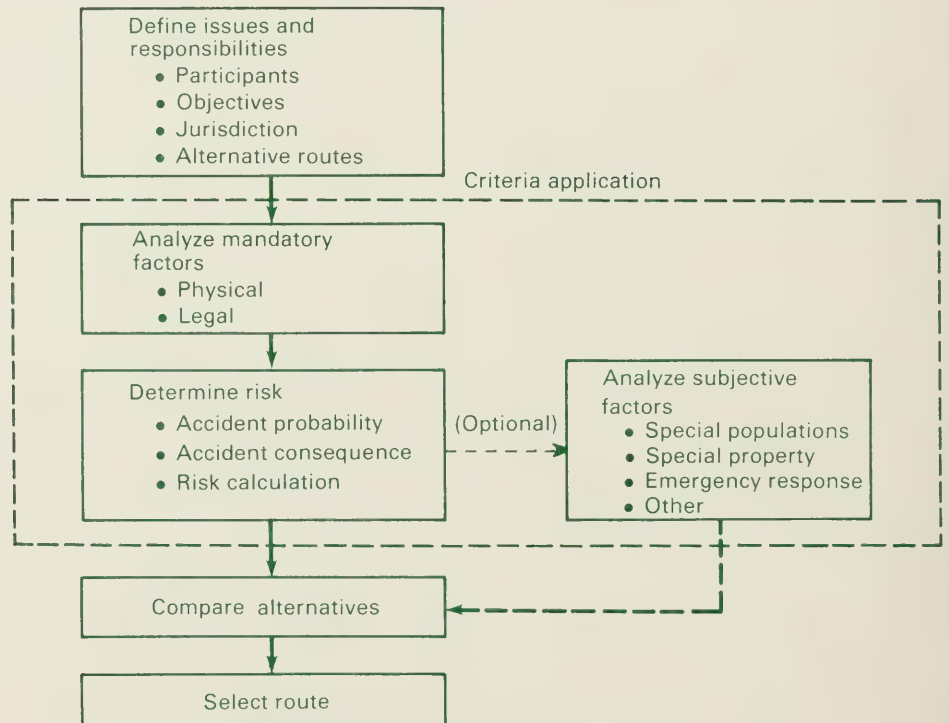 Define issues and
responsibilities
• Participants
• Objectives
• Jurisdiction
• Alternative routes
Criteria application
Analyze mandatory
factors
• Physical
• Legal
Determine risk
• Accident probability
• Accident consequence
• Risk calculation
(Optional)
Analyze subjective
factors
• Special populations
• Special property
• Emergency response
• Other
Compare alternatives
Select route